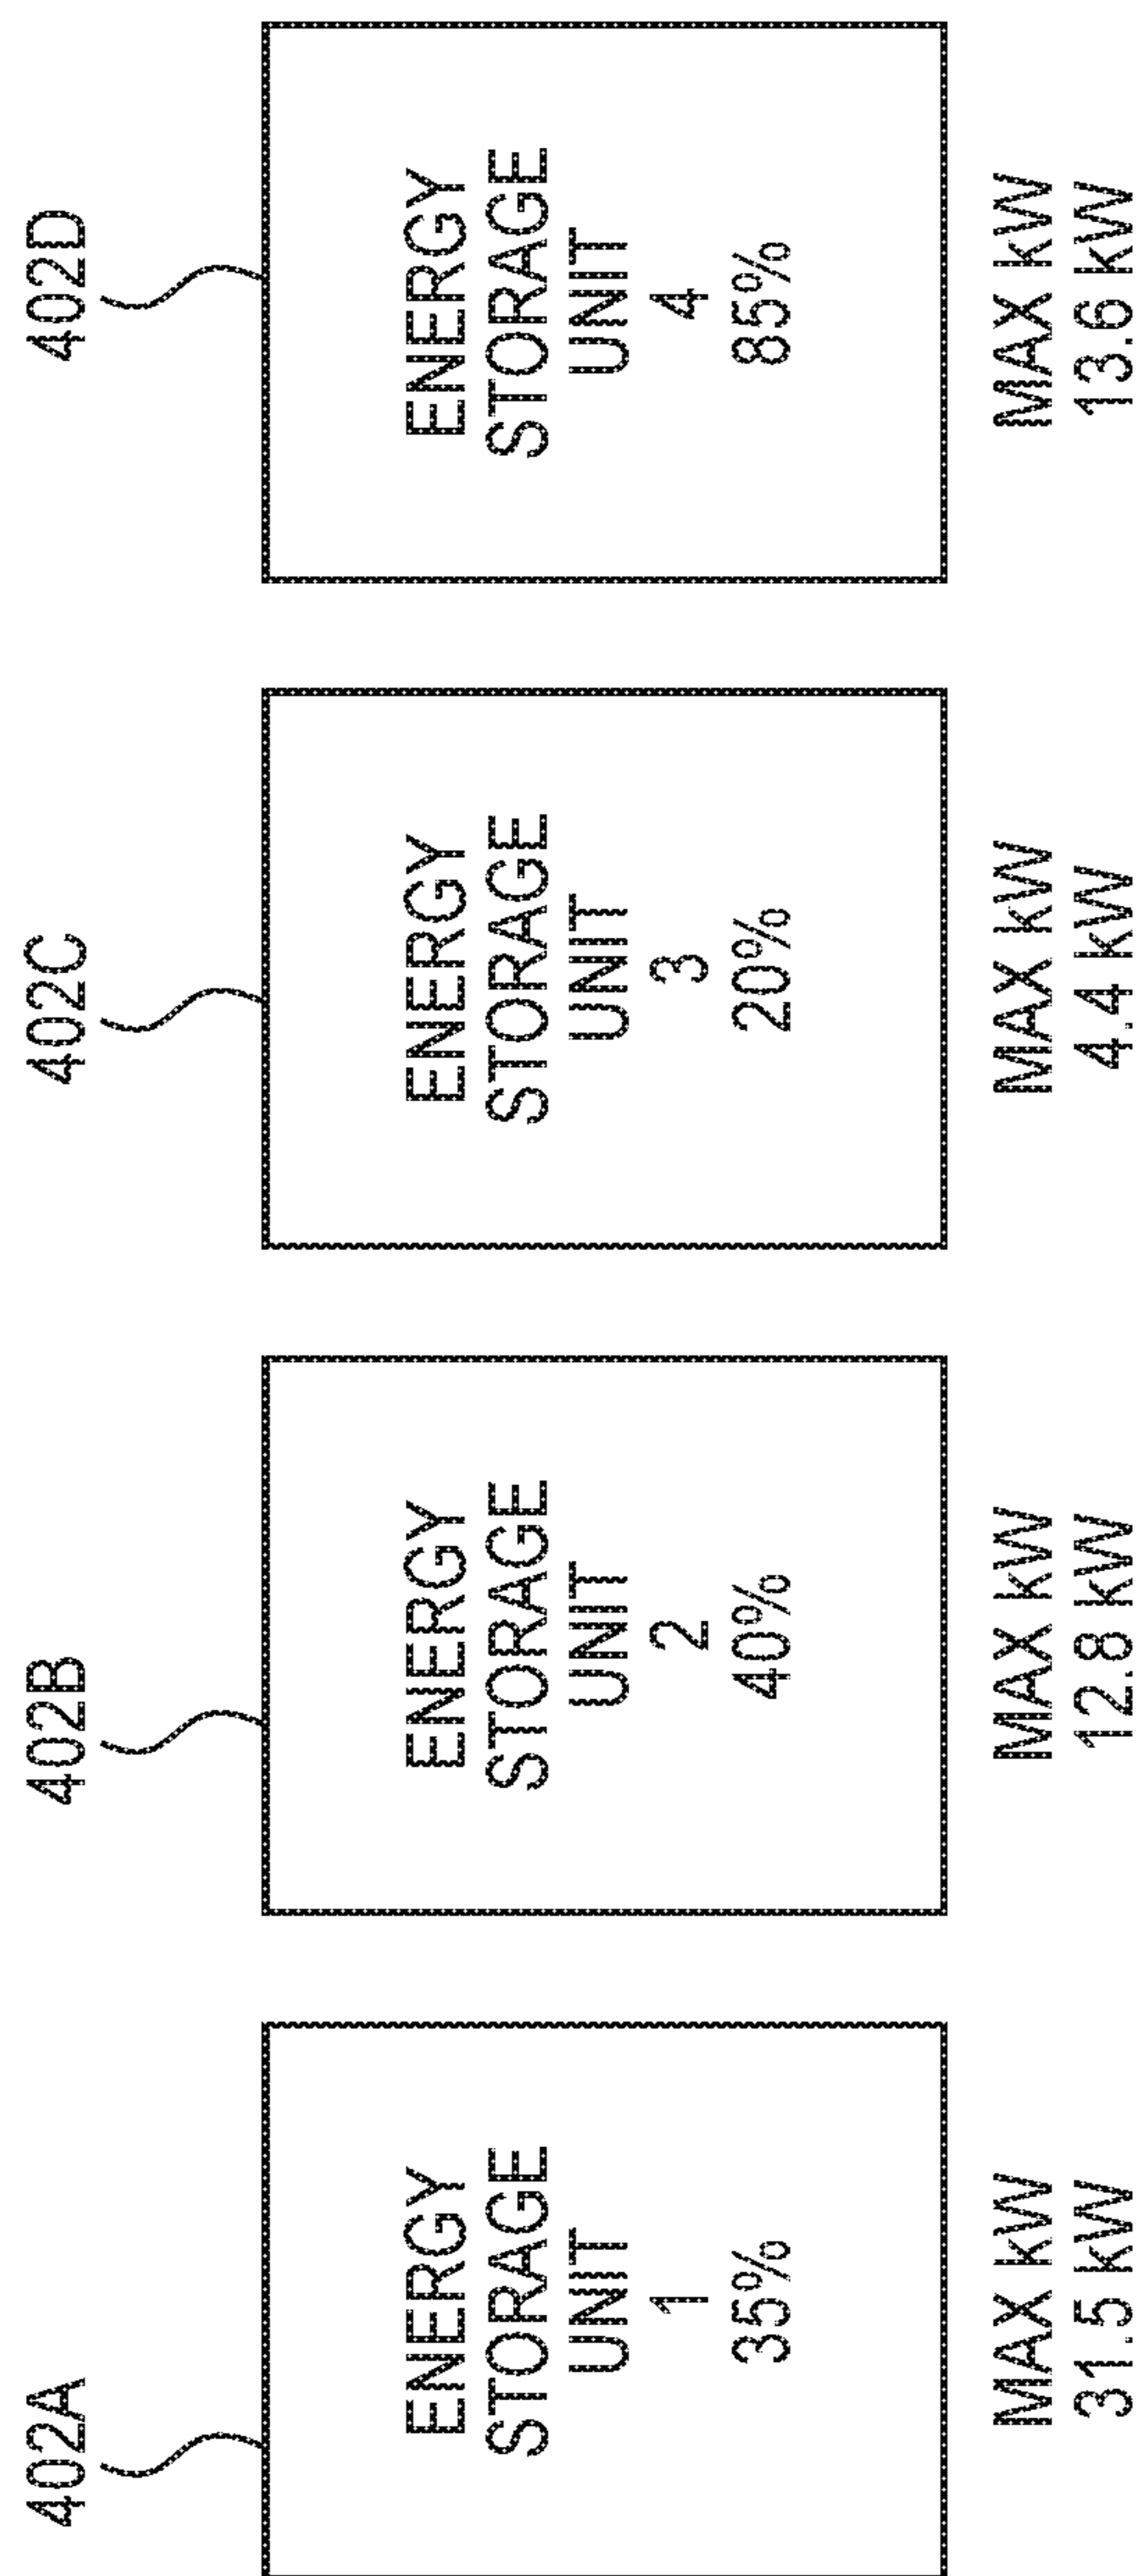 402A
ENERGY
STORAGE
UNIT
1
35%
MAX kW
31.5 kW
402B
ENERGY
STORAGE
UNIT
2
40%
MAX kW
12.8 kW
402C
ENERGY
STORAGE
UNIT
3
20%
MAX kW
4.4 kW
402D
ENERGY
STORAGE
UNIT
4
85%
MAX kW
13.6 kW